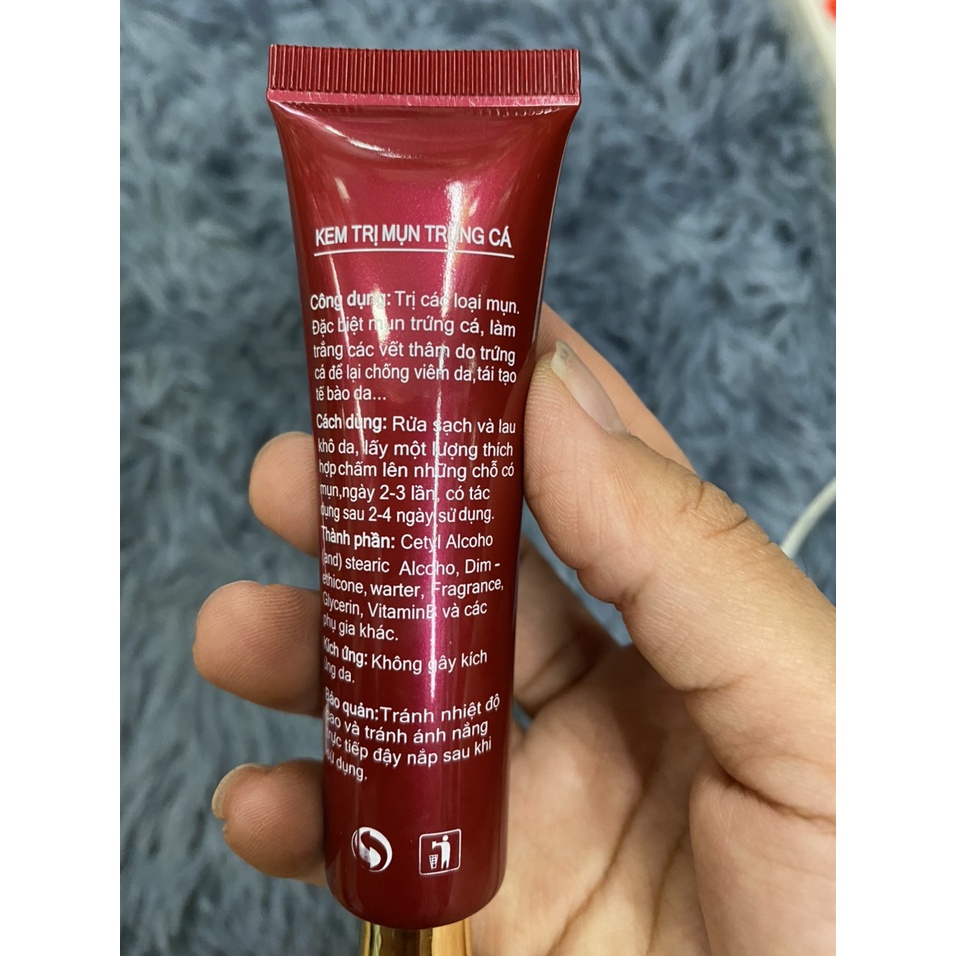 KEM TRỊ MỤN TRỨNG CÁ
Công dụng: Trị các loại mụn.
Đặc biệt mụn trứng cá, làm
trắng các vết thâm do trứng
cá để lại chống viêm da,tái tạo
tế bào da...
Cách dùng: Rửa sạch và lau
khô da, lấy một lượng thích
hợp chấm lên những chỗ có
mụn,ngày 2-3 lần, có tác
dụng sau 2-4 ngày sử dụng.
Thành phần: Cetyl Alcoho
(and) stearic Alcoho, Dim -
ethicone, warter, Fragrance,
Glycerin, VitaminB và các
phụ gia khác.
Kích ứng: Không gây kích
ứng da.
Bảo quản:Tránh nhiệt độ
cao và tránh ánh nắng
trực tiếp đậy nắp sau khi
sử dụng.